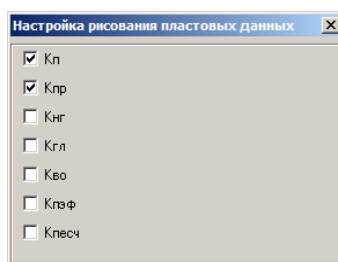 Настройка рисования пластовых данных
Кп
Кпр
Кнг
Кгл
Кво
Кпэф
Кпесч